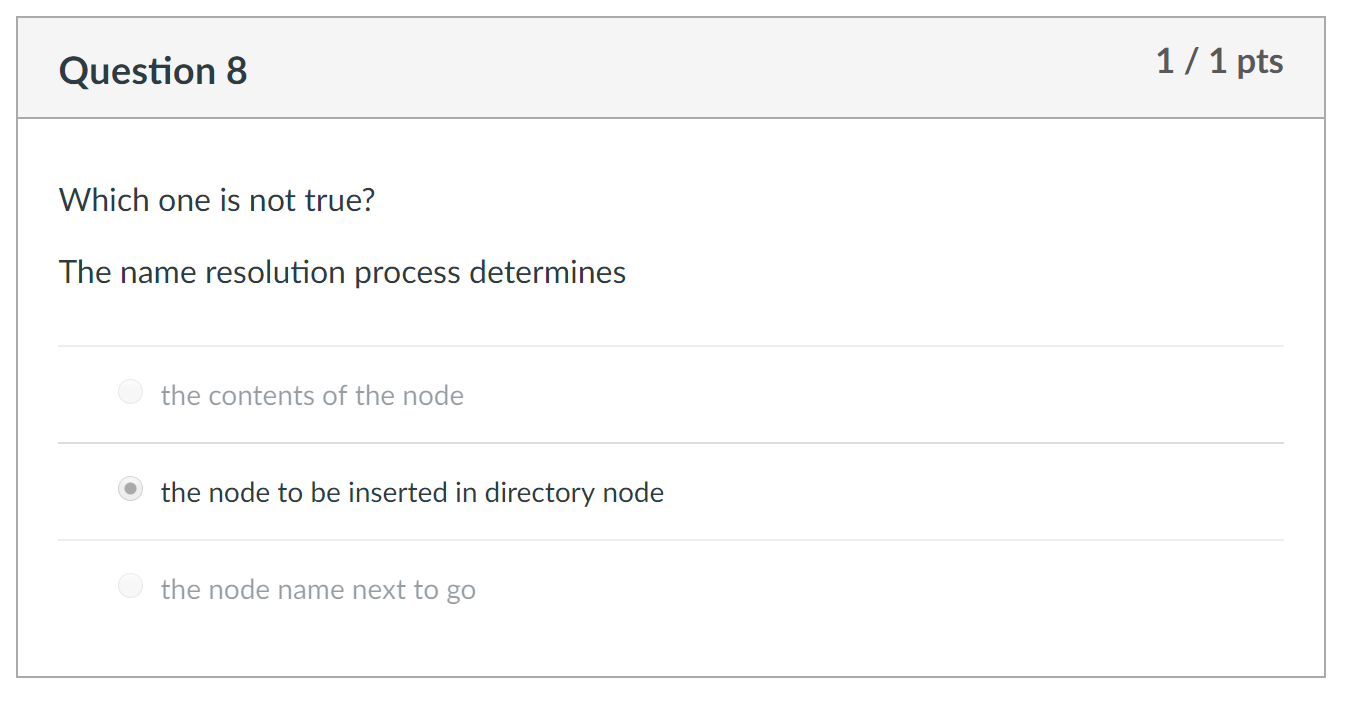 Question 8
1 / 1 pts
Which one is not true?
The name resolution process determines
the contents of the node
the node to be inserted in directory node
the node name next to go